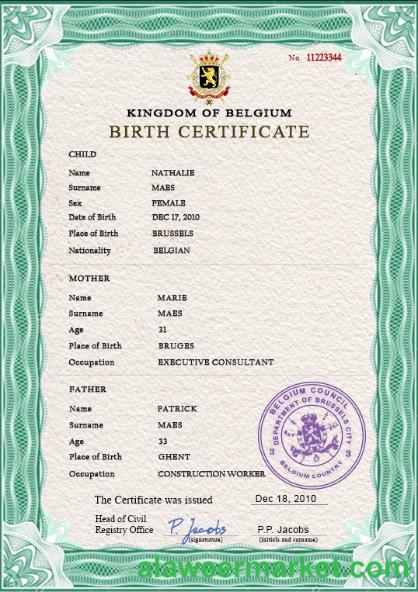 No. 11223344
KINGDOM OF BELGIUM
BIRTH CERTIFICATE
CHILD
Name NATHALIE
Surname MAES
Sex FEMALE
Date of Birth DEC 17, 2010
Place of Birth BRUSSELS
Nationality BELGIAN
MOTHER
Name MARIE
Surname MAES
Age 31
Place of Birth BRUGES
Occupation EXECUTIVE CONSULTANT
FATHER
Name PATRICK
Surname MAES
Age 33
Place of Birth GHENT
Occupation CONSTRUCTION WORKER
BELGIUM COUNCIL
DEPARTMENT OF BRUSSELS CITY
3 3
BELGIUM COUNTRY
The Certificate was issued Dec 18, 2010
Head of Civil
Registry Office P. Jacobs P.P. Jacobs
(signature) (initials and surname)
alaweermarket.com